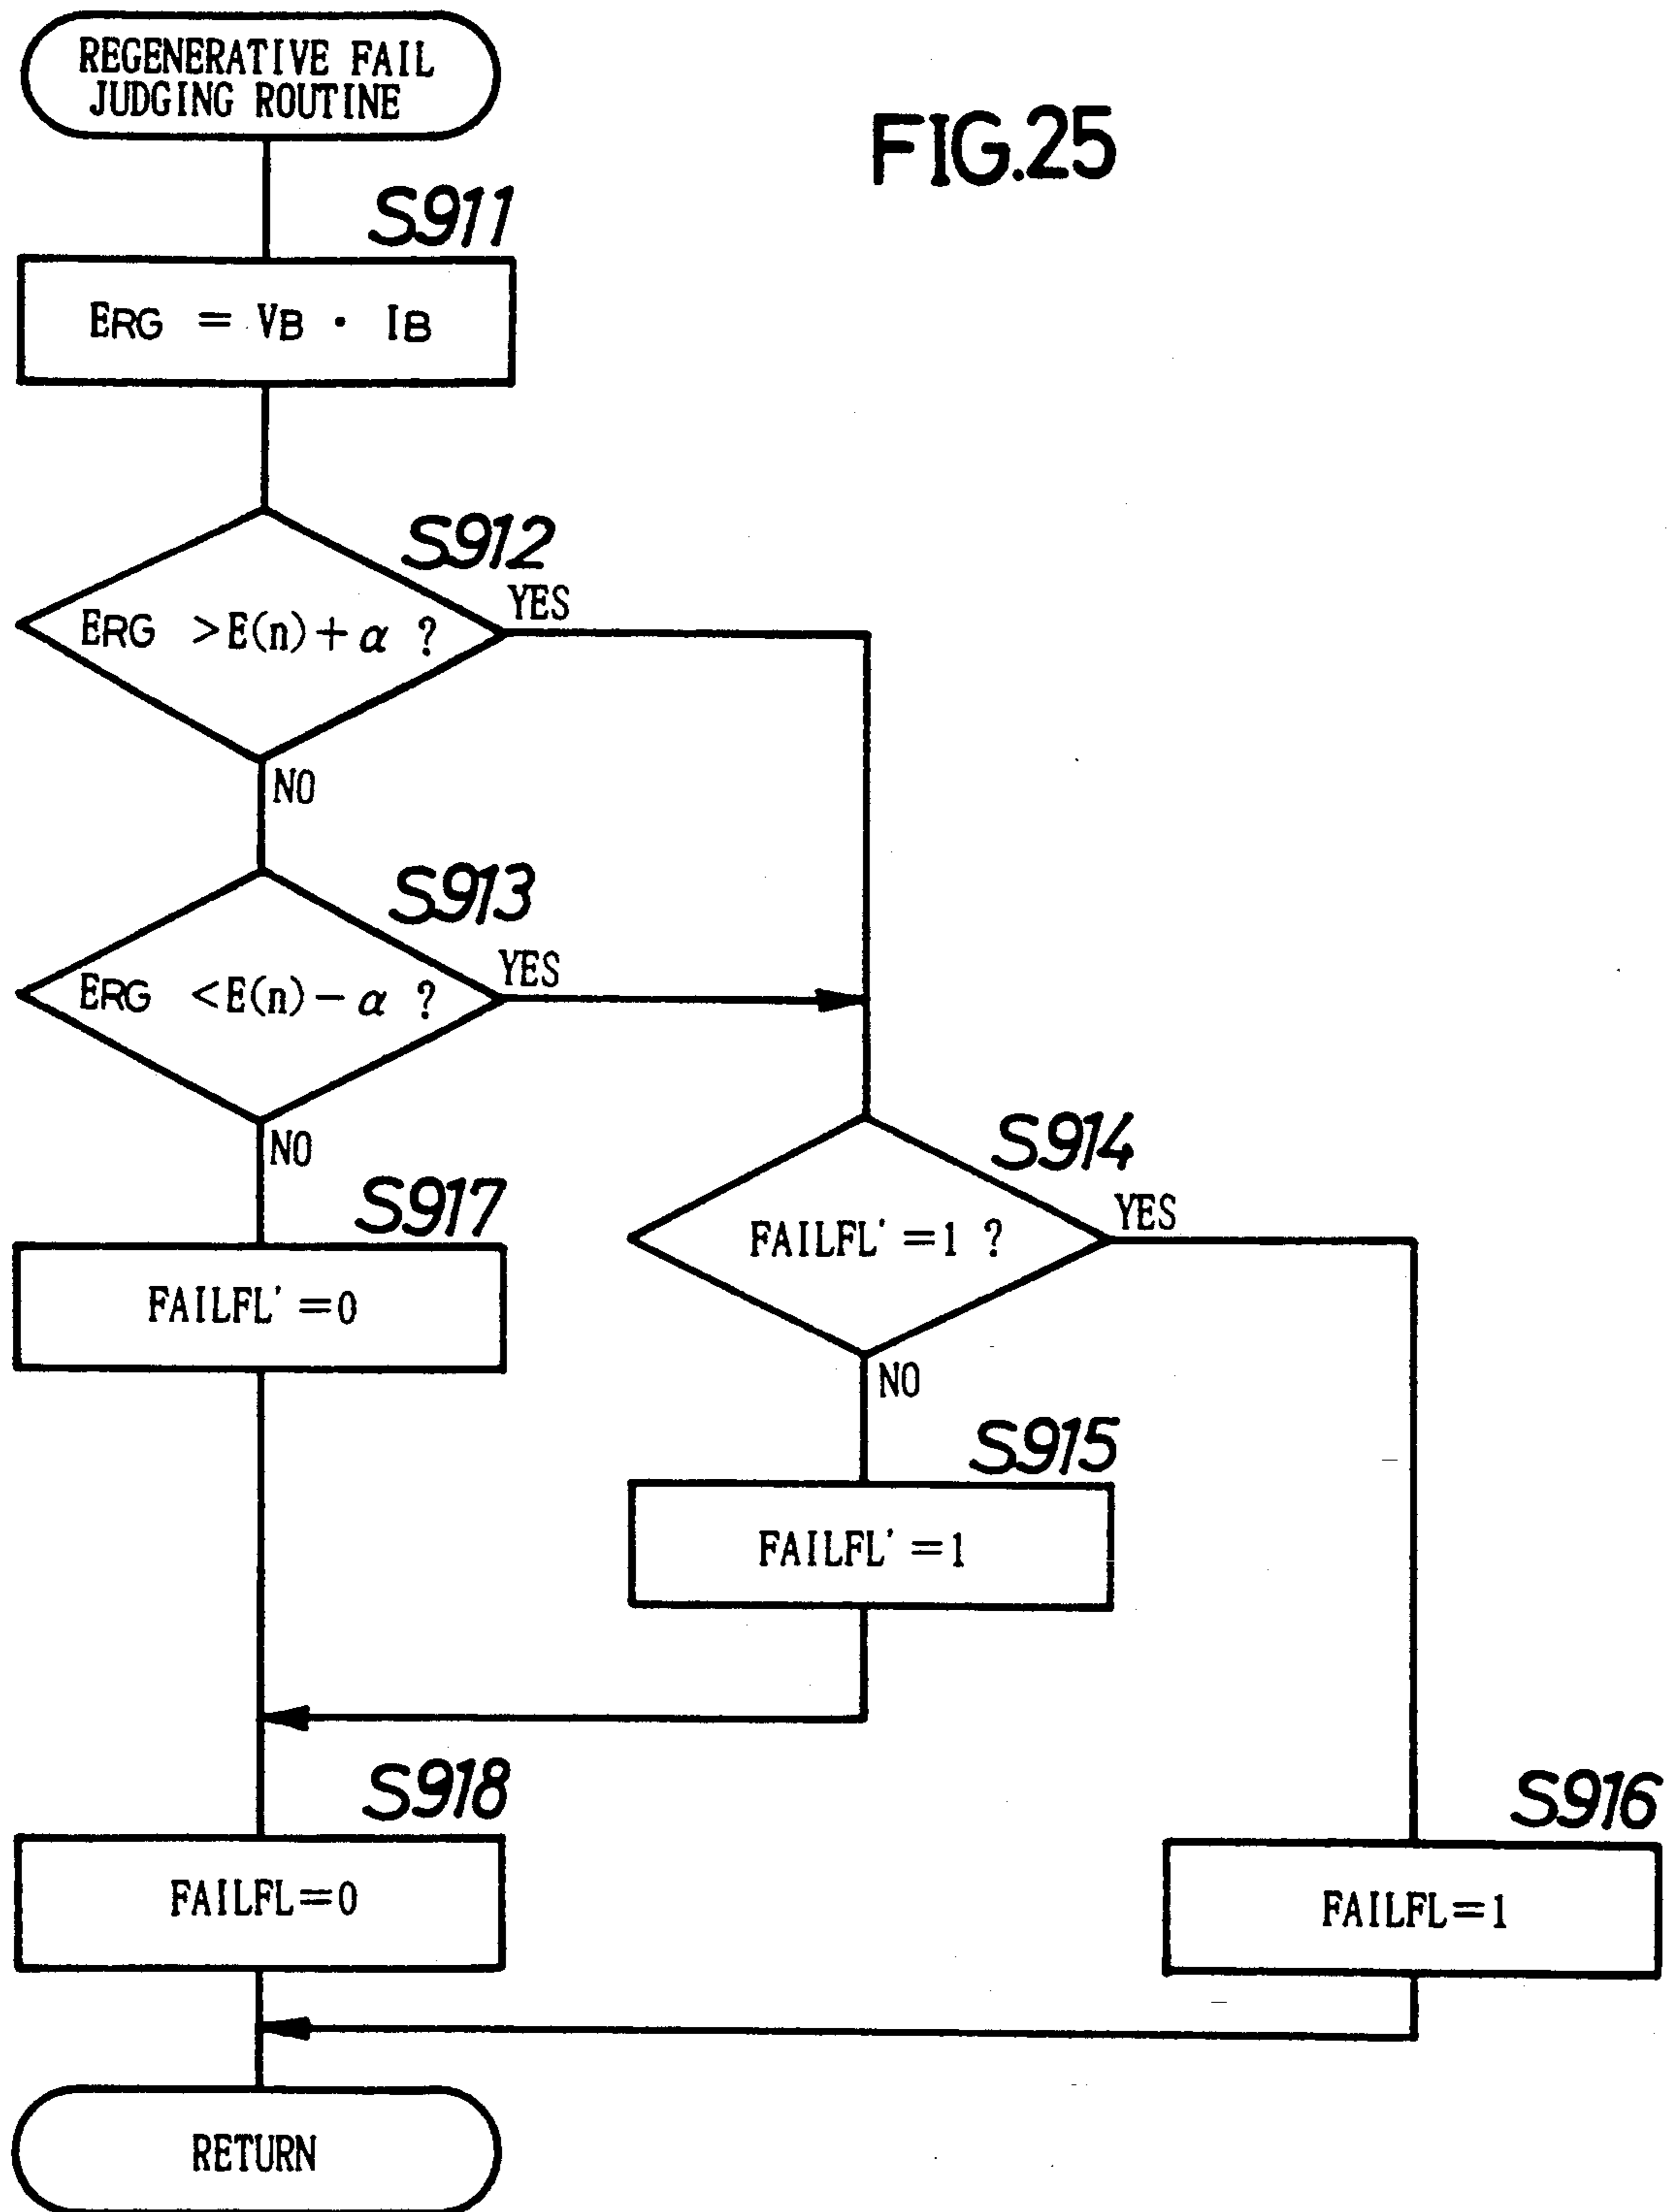 REGENERATIVE FAIL
JUDGING ROUTINE
FIG.25
S911
ERG = VB · IB
S912
ERG >E(n)+α ?
YES
NO
S913
ERG <E(n)-α ?
YES
NO
S914
FAILFL'=1 ?
YES
NO
S917
FAILFL'=0
S915
FAILFL'=1
S918
FAILFL=0
S916
FAILFL=1
RETURN